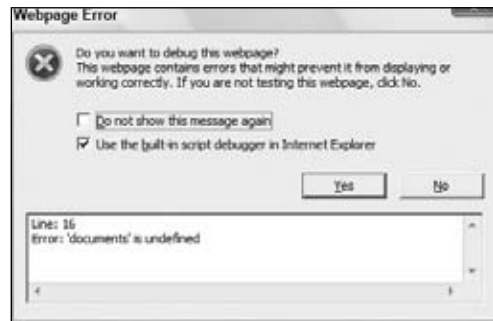 Webpage Error
Do you want to debug this webpage?
This webpage contains errors that might prevent it from displaying or
working correctly. If you are not testing this webpage, click No.
Do not show this message again
Use the built-in script debugger in Internet Explorer
Yes
No
Line: 16
Error: 'documents' is undefined